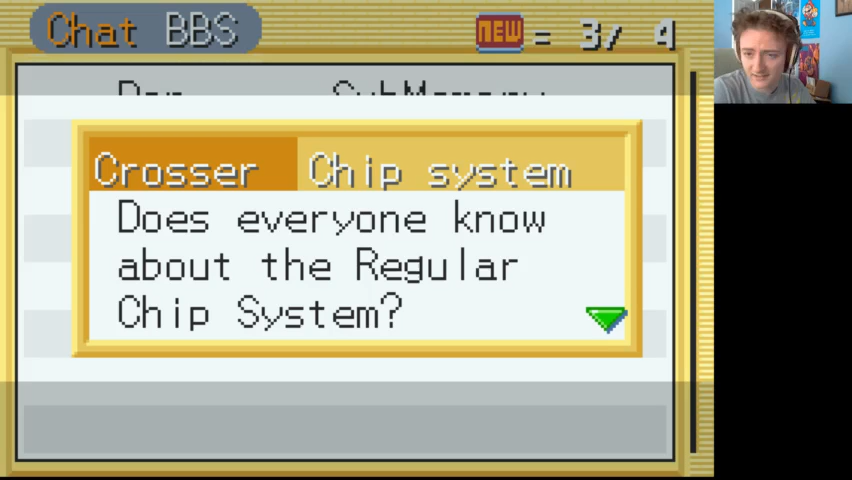 Chat BBS NEW = 3/ 4
Crosser Chip system
Does everyone know
about the Regular
Chip System?